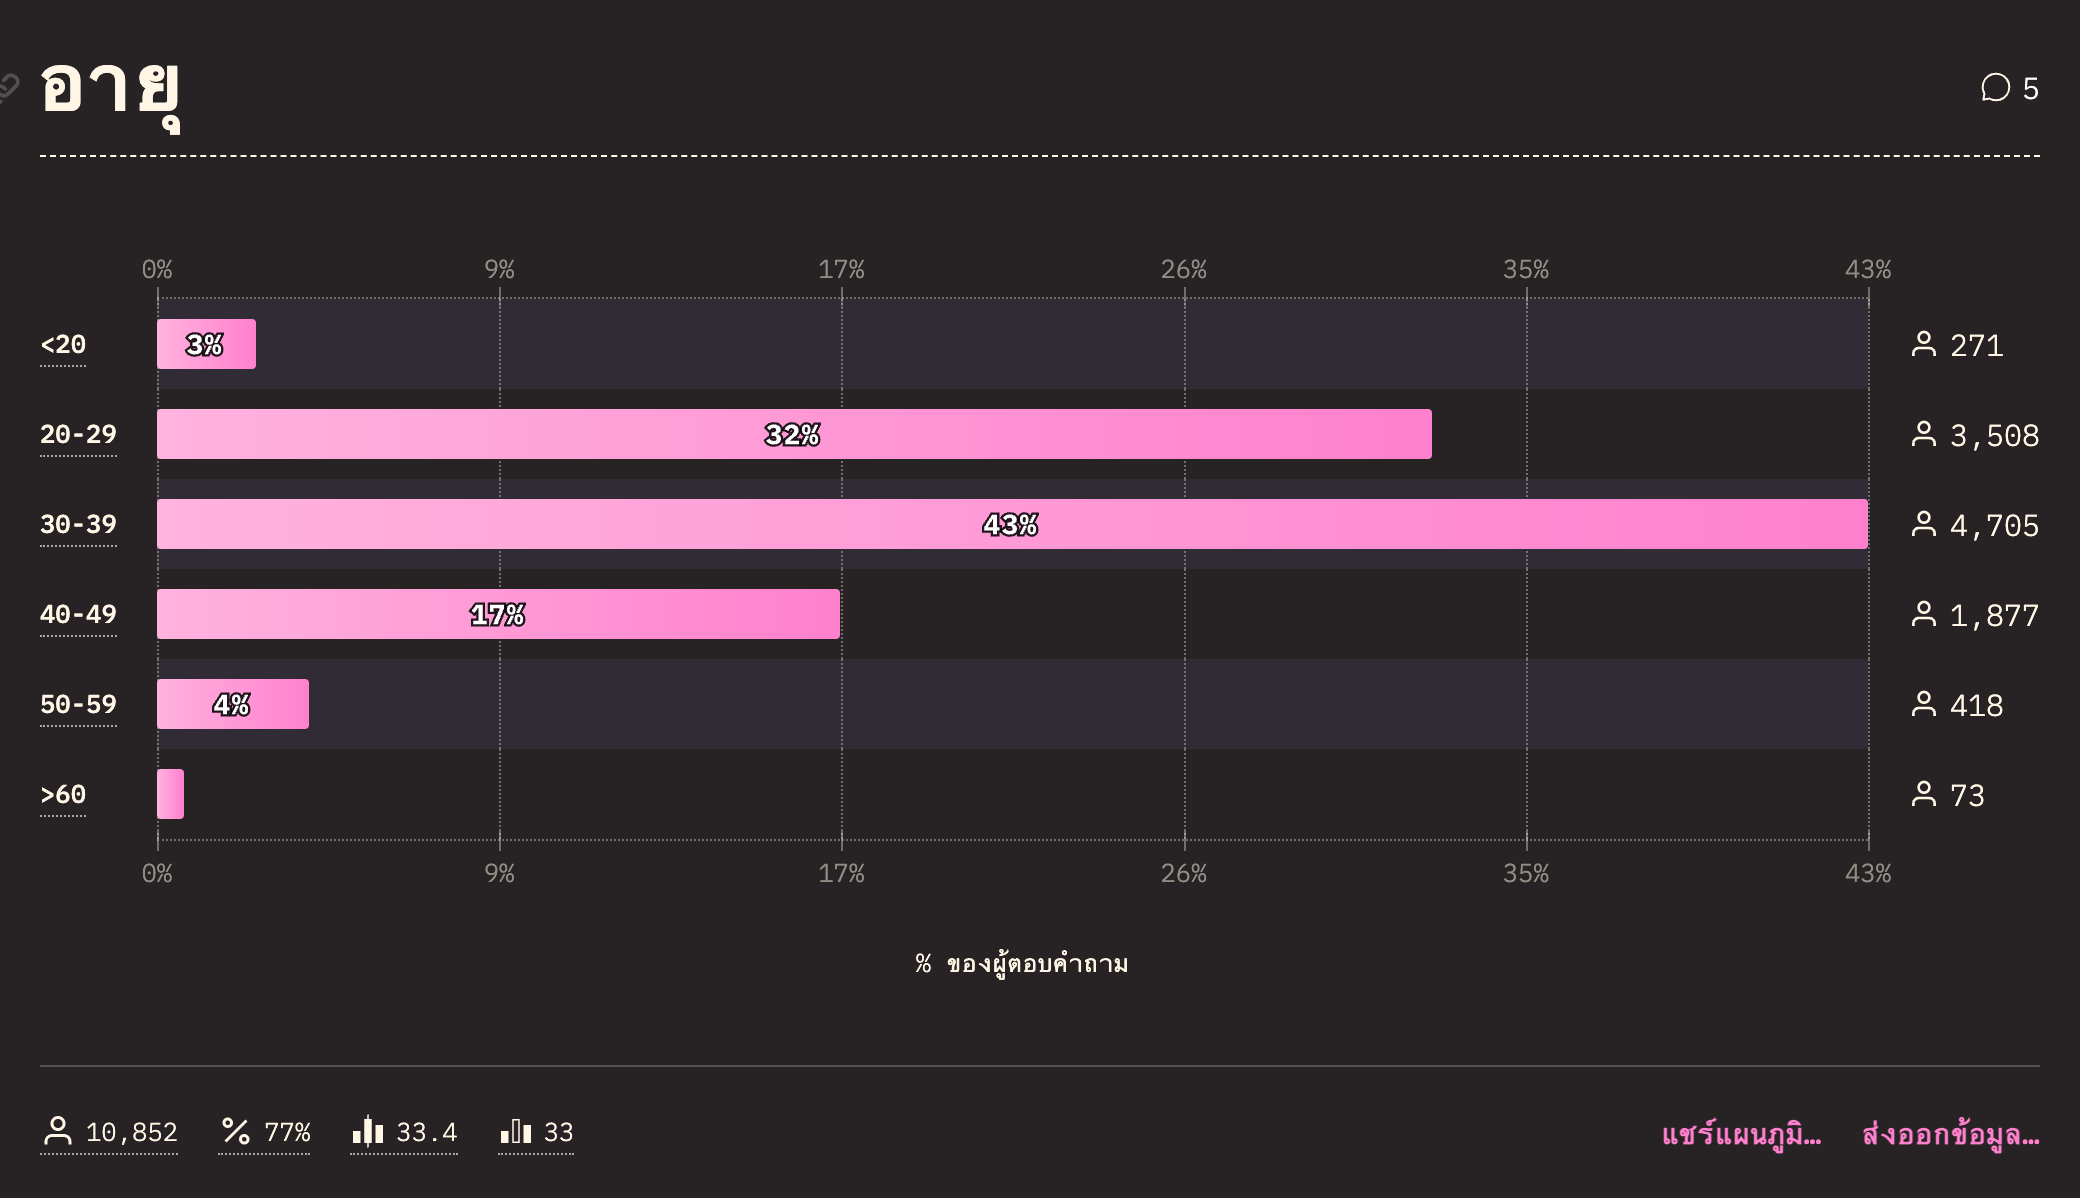 อายุ
5
0% 9% 17% 26% 35% 43%
<20 3% 271
20-29 32% 3,508
30-39 43% 4,705
40-49 17% 1,877
50-59 4% 418
>60 73
0% 9% 17% 26% 35% 43%
% ของผู้ตอบคำถาม
10,852 77% 33.4 33
แชร์แผนภูมิ… ส่งออกข้อมูล…